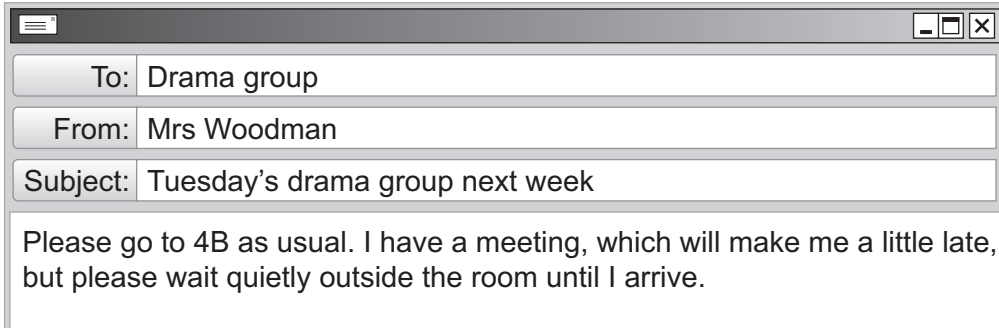 To: Drama group
From: Mrs Woodman
Subject: Tuesday’s drama group next week
Please go to 4B as usual. I have a meeting, which will make me a little late,
but please wait quietly outside the room until I arrive.